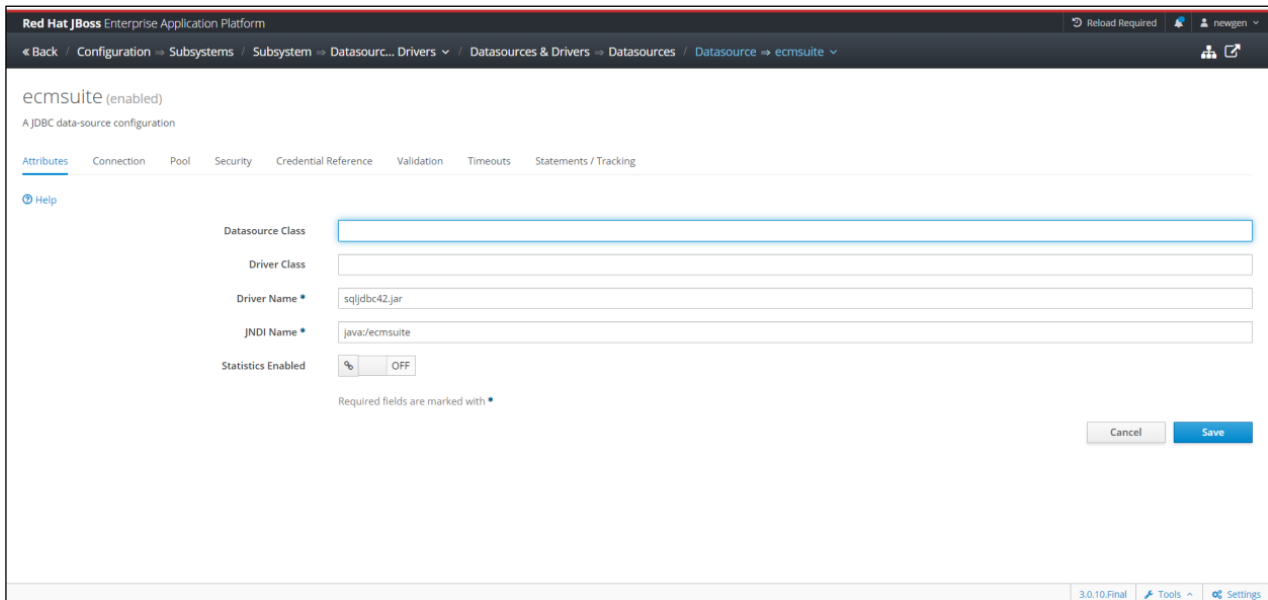 Red Hat JBoss Enterprise Application Platform Reload Required newgen
« Back / Configuration ⇒ Subsystems / Subsystem ⇒ Datasourc... Drivers / Datasources & Drivers ⇒ Datasources / Datasource ⇒ ecmsuite
ecmsuite (enabled)
A JDBC data-source configuration
Attributes Connection Pool Security Credential Reference Validation Timeouts Statements / Tracking
Help
Datasource Class
Driver Class
Driver Name * sqljdbc42.jar
JNDI Name * java:/ecmsuite
Statistics Enabled OFF
Required fields are marked with *
Cancel Save
3.0.10.Final Tools Settings